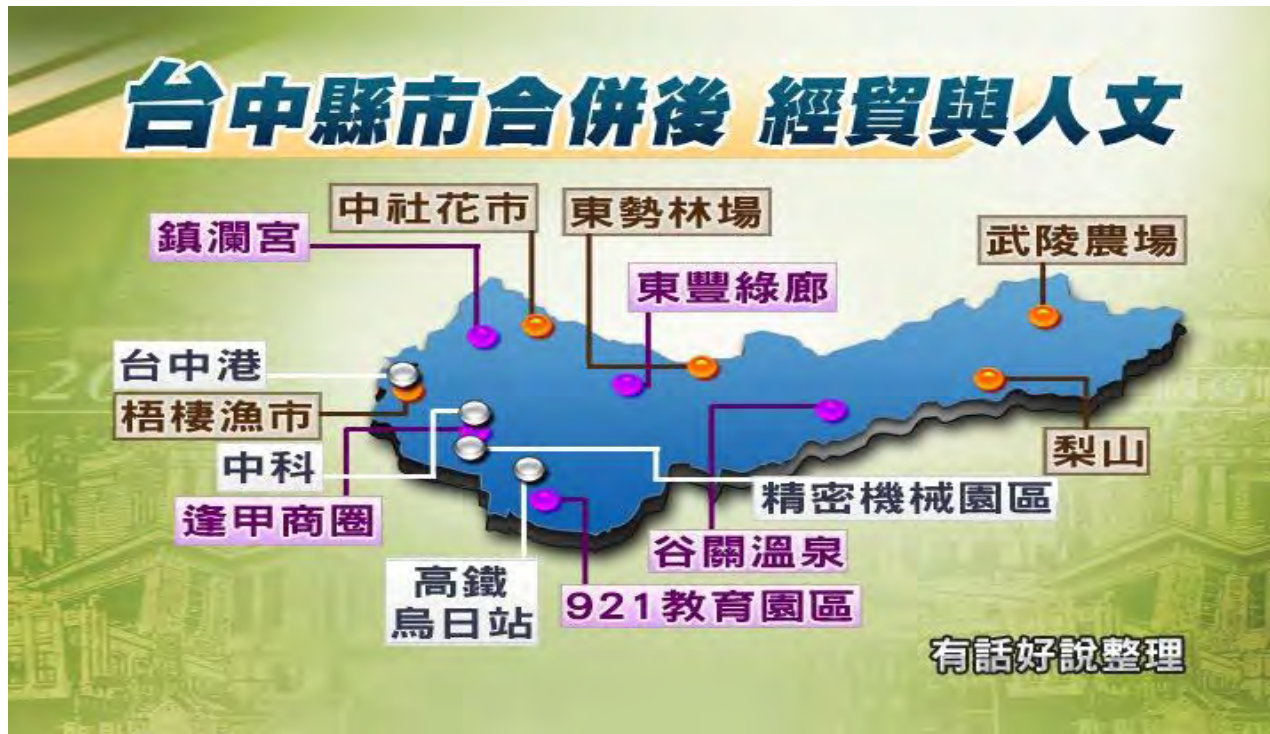 台中縣市合併後 經貿與人文
中社花市
東勢林場
鎮瀾宮
武陵農場
東豐綠廊
台中港
梧棲漁市
中科
梨山
精密機械園區
逢甲商圈
谷關溫泉
高鐵
烏日站
921教育園區
有話好說整理